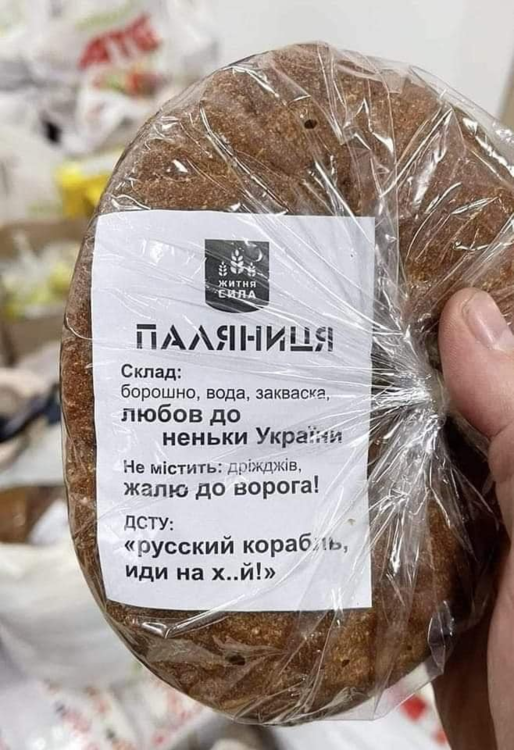 АТБ
ЖИТНЯ
СИЛА
ПАЛЯНИЦЯ
Склад:
борошно, вода, закваска,
любов до
неньки України
Не містить: дріжджів,
жалю до ворога!
ДСТУ:
«русский корабль,
иди на х..й!»